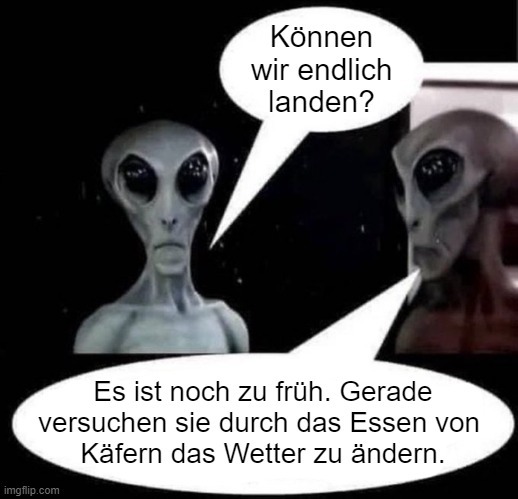 Können
wir endlich
landen?
Es ist noch zu früh. Gerade
versuchen sie durch das Essen von
Käfern das Wetter zu ändern.
imgflip.com